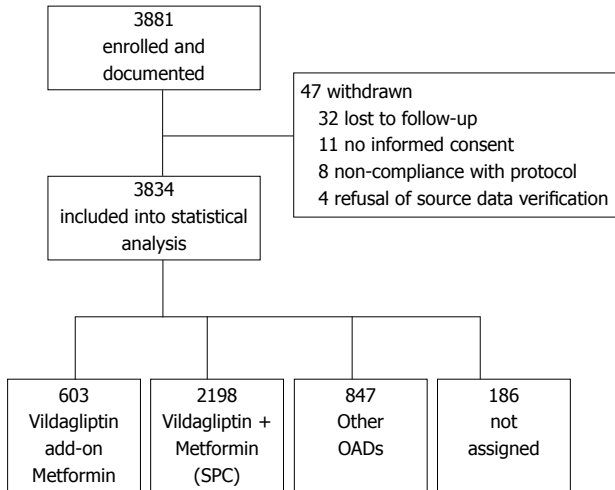 3881
enrolled and
documented
47 withdrawn
32 lost to follow-up
11 no informed consent
8 non-compliance with protocol
4 refusal of source data verification
3834
included into statistical
analysis
603
Vildagliptin
add-on
Metformin
2198
Vildagliptin +
Metformin
(SPC)
847
Other
OADs
186
not
assigned